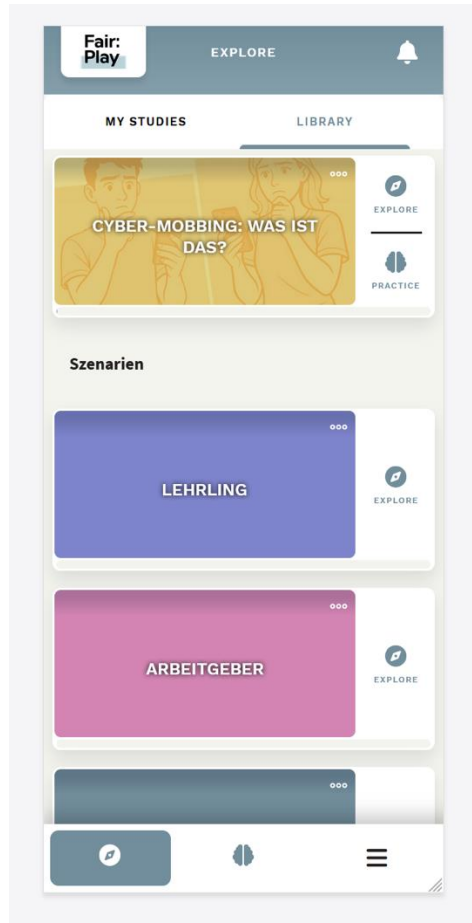 Fair:
Play
EXPLORE
MY STUDIES
LIBRARY
CYBER-MOBBING: WAS IST
DAS?
EXPLORE
PRACTICE
Szenarien
LEHRLING
EXPLORE
ARBEITGEBER
EXPLORE